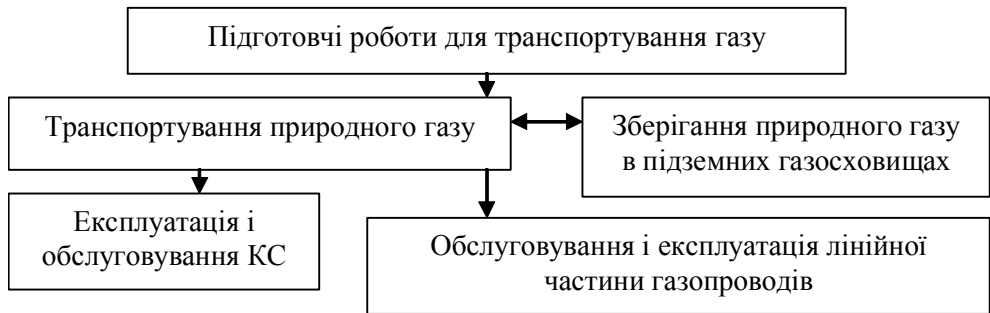 Підготовчі роботи для транспортування газу
Транспортування природного газу
Зберігання природного газу
в підземних газосховищах
Експлуатація і
обслуговування КС
Обслуговування і експлуатація лінійної
частини газопроводів